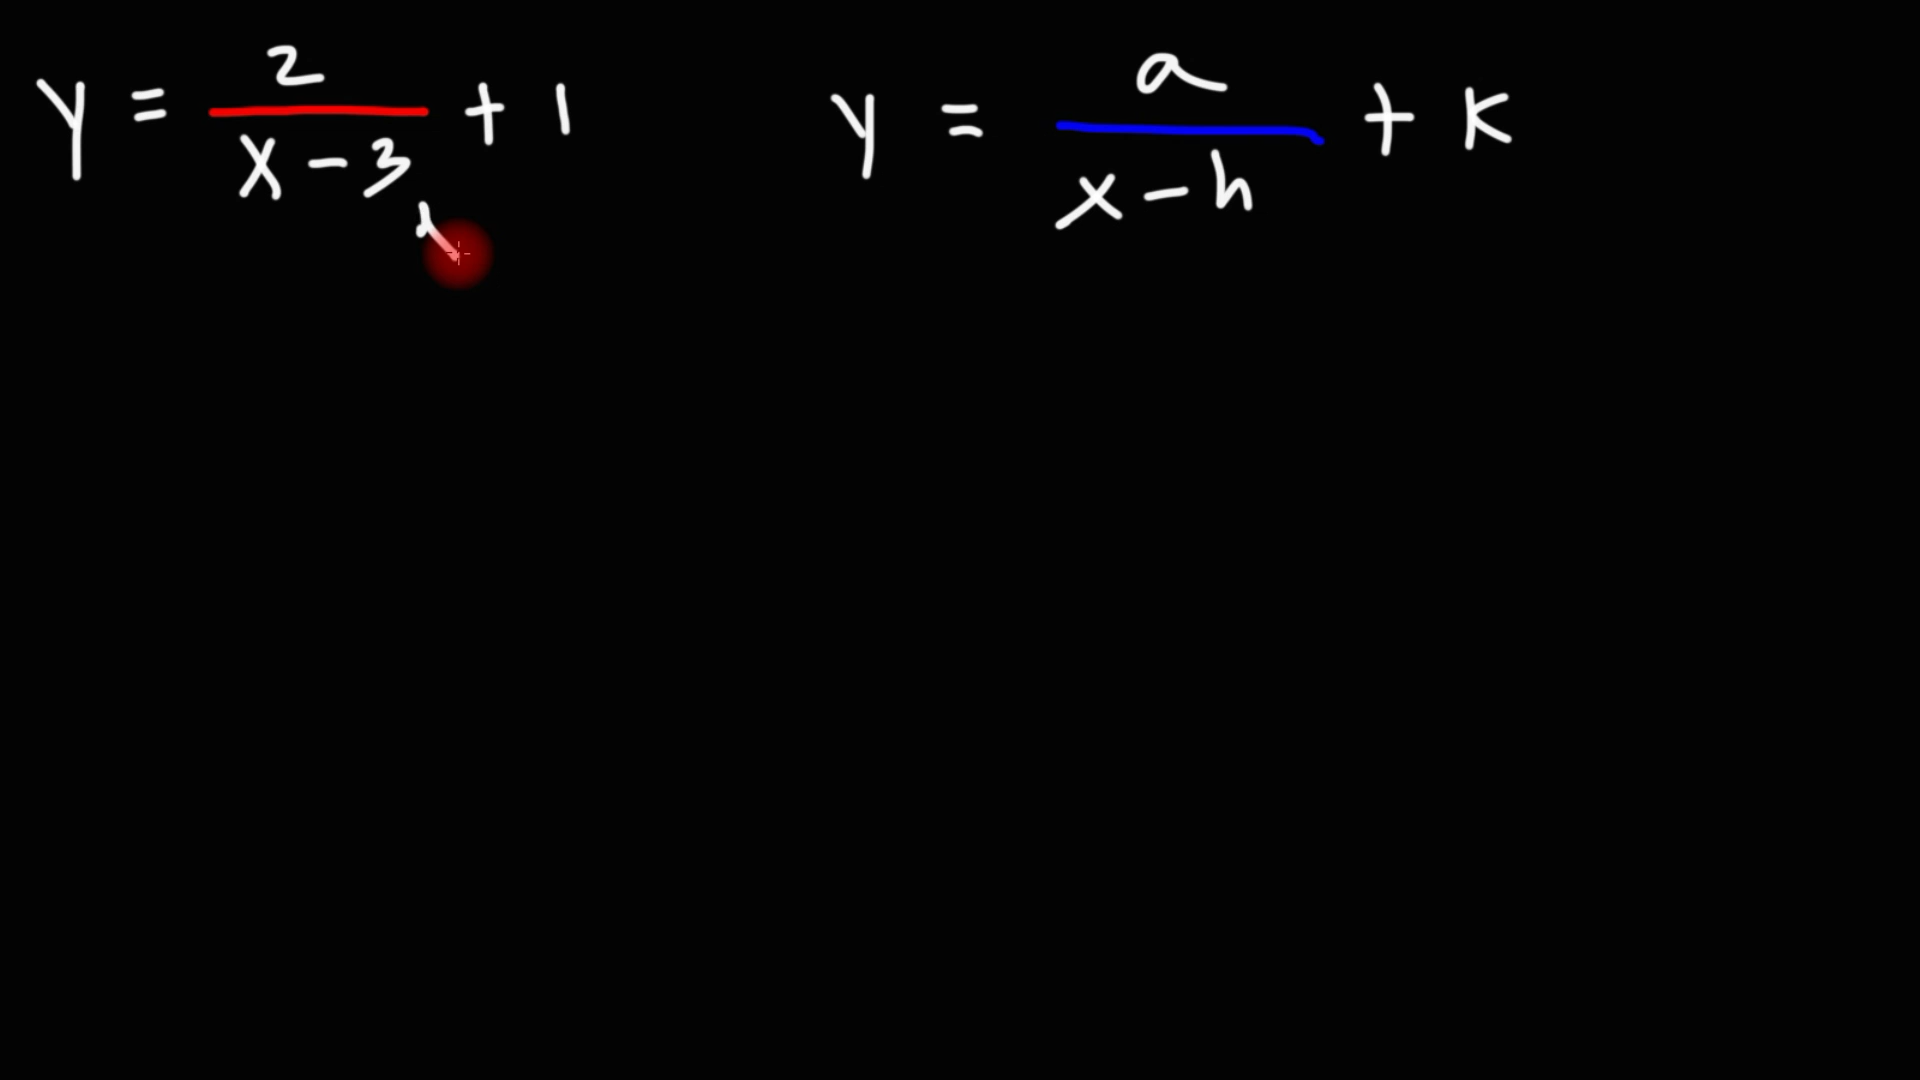 y = 2/(x - 3) + 1
y = a/(x - h) + k